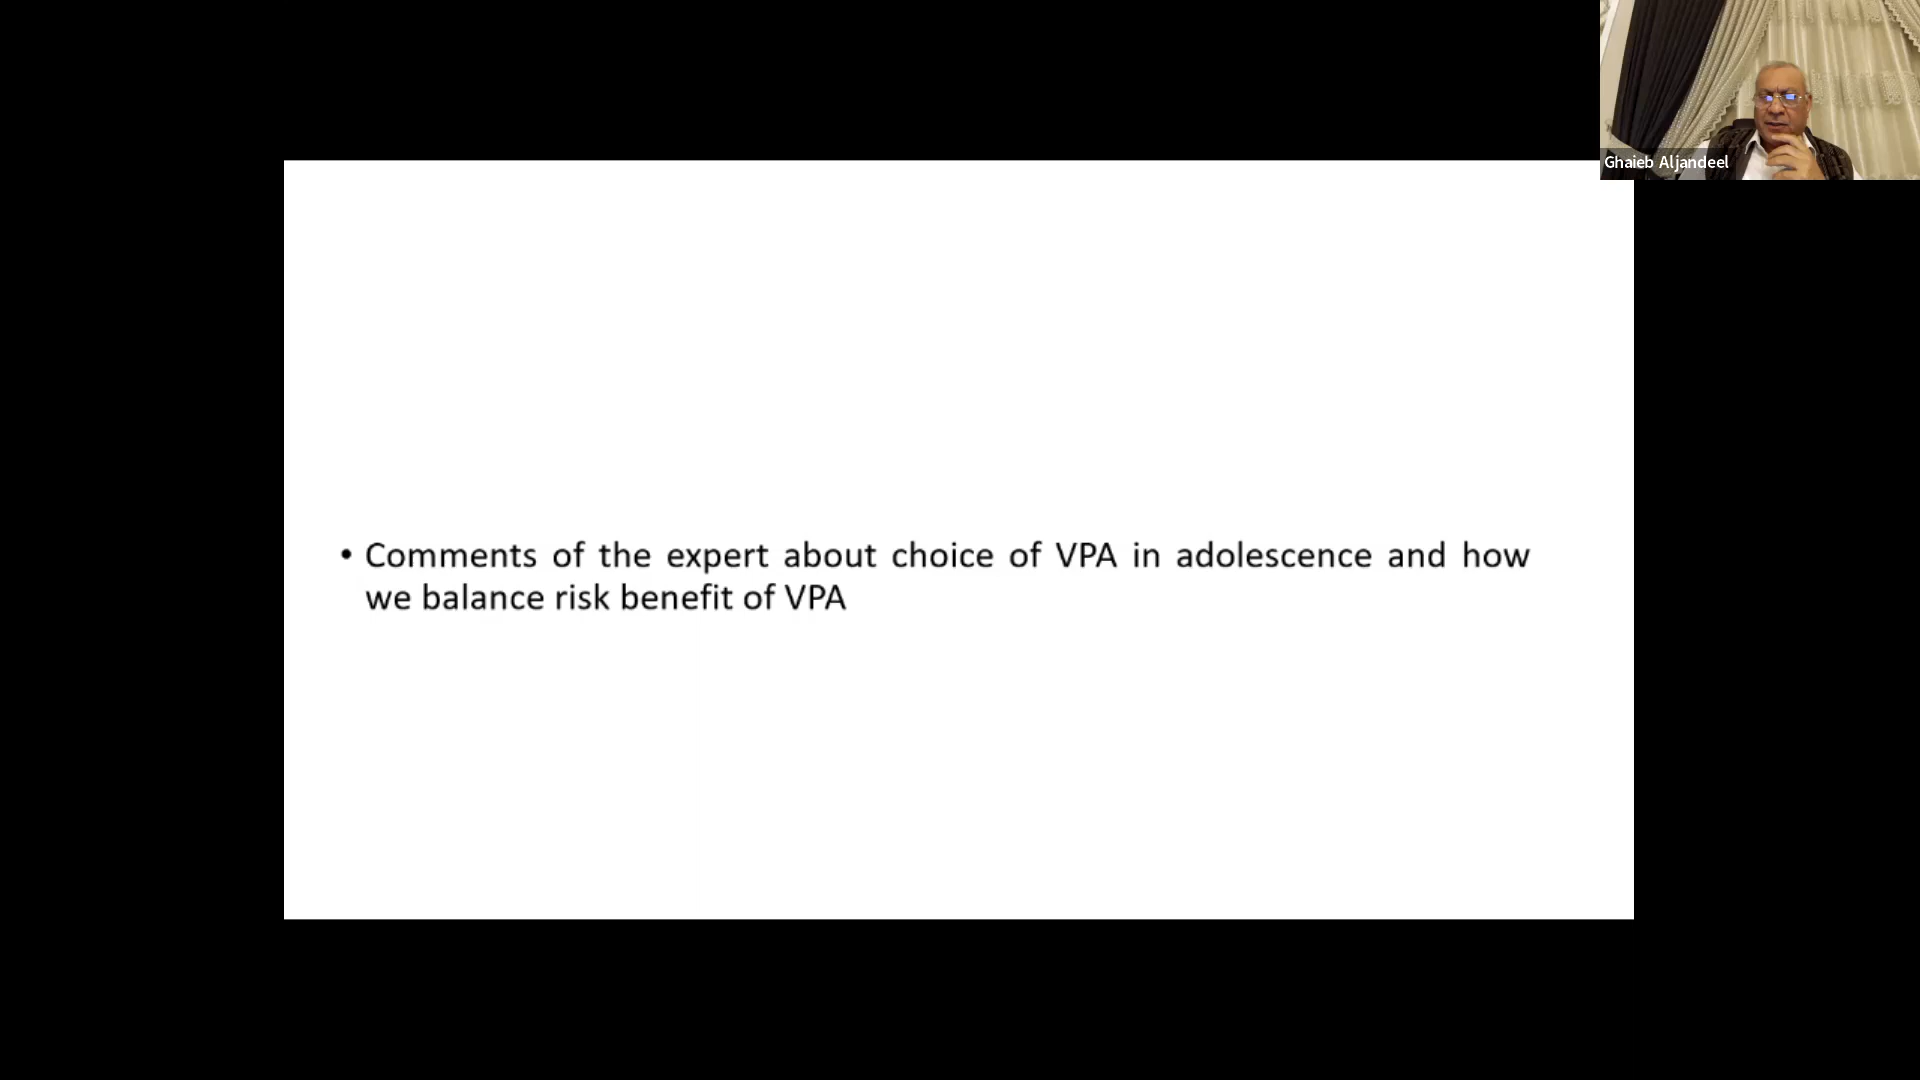 Ghaieb Aljandeel
• Comments of the expert about choice of VPA in adolescence and how
we balance risk benefit of VPA